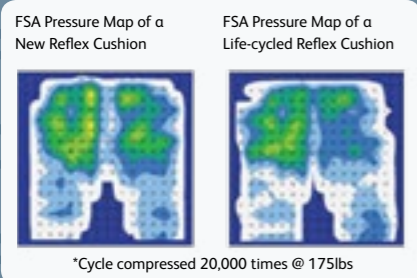 FSA Pressure Map of a
New Reflex Cushion
FSA Pressure Map of a
Life-cycled Reflex Cushion
*Cycle compressed 20,000 times @ 175lbs